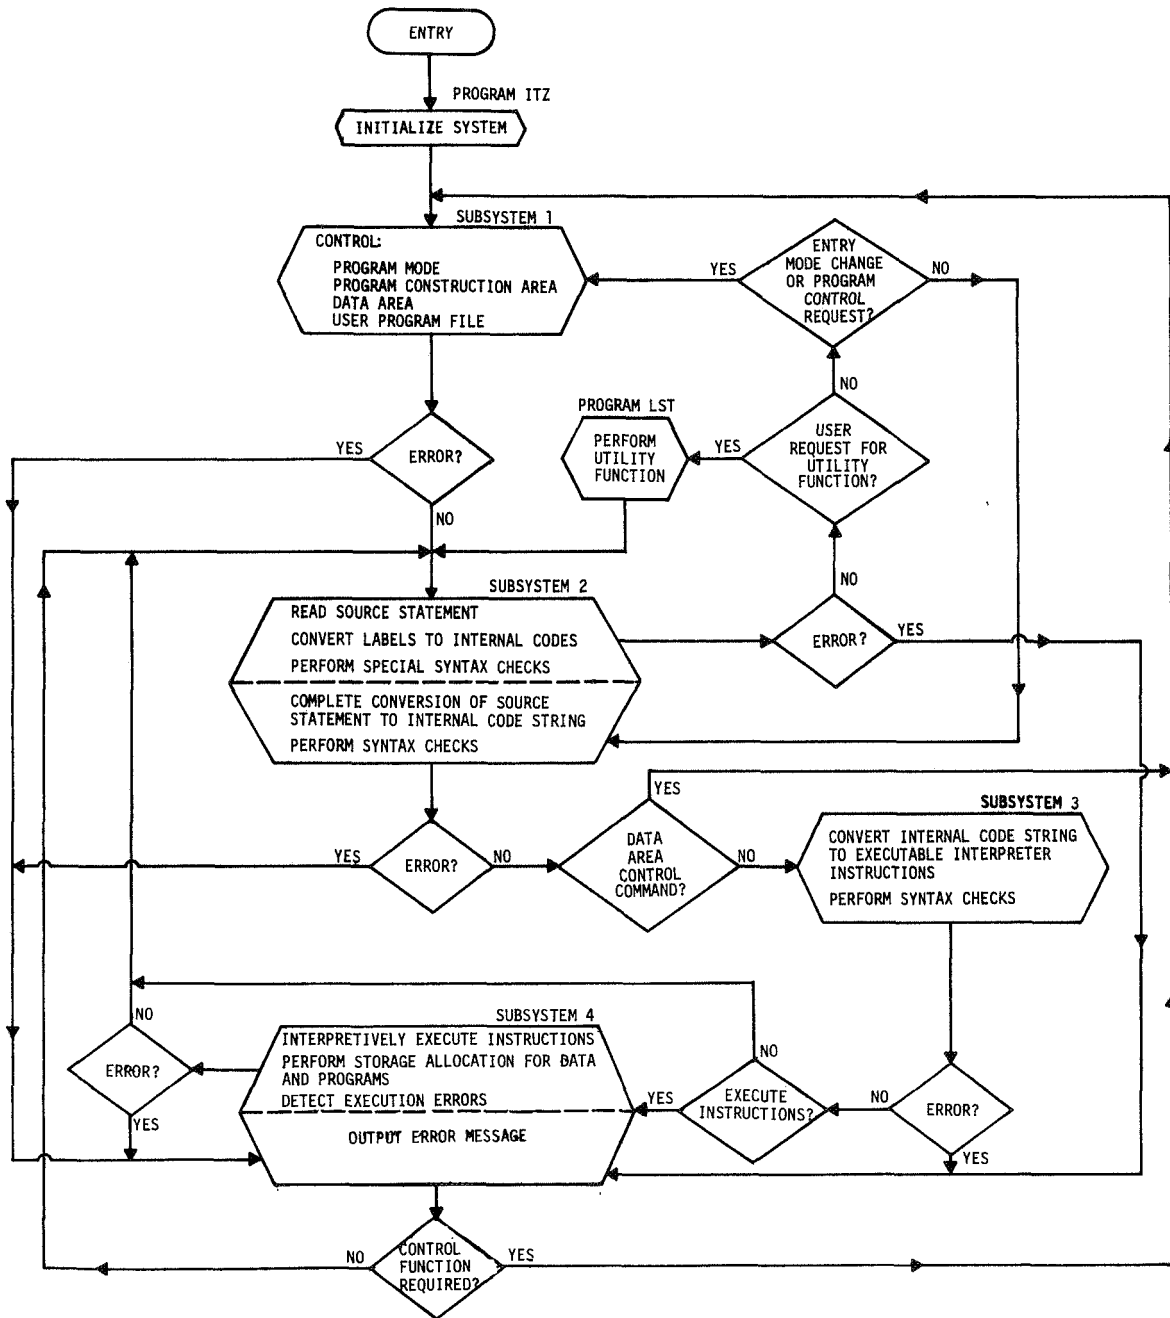 ENTRY
PROGRAM ITZ
INITIALIZE SYSTEM
SUBSYSTEM 1
CONTROL:
PROGRAM MODE
PROGRAM CONSTRUCTION AREA
DATA AREA
USER PROGRAM FILE
YES
ENTRY
MODE CHANGE
OR PROGRAM
CONTROL
REQUEST?
NO
NO
PROGRAM LST
PERFORM
UTILITY
FUNCTION
YES
USER
REQUEST FOR
UTILITY
FUNCTION?
YES
ERROR?
NO
NO
SUBSYSTEM 2
READ SOURCE STATEMENT
CONVERT LABELS TO INTERNAL CODES
PERFORM SPECIAL SYNTAX CHECKS
COMPLETE CONVERSION OF SOURCE
STATEMENT TO INTERNAL CODE STRING
PERFORM SYNTAX CHECKS
ERROR?
YES
YES
ERROR?
NO
YES
DATA
AREA
CONTROL
COMMAND?
NO
SUBSYSTEM 3
CONVERT INTERNAL CODE STRING
TO EXECUTABLE INTERPRETER
INSTRUCTIONS
PERFORM SYNTAX CHECKS
NO
ERROR?
YES
SUBSYSTEM 4
INTERPRETIVELY EXECUTE INSTRUCTIONS
PERFORM STORAGE ALLOCATION FOR DATA
AND PROGRAMS
DETECT EXECUTION ERRORS
OUTPUT ERROR MESSAGE
NO
YES
EXECUTE
INSTRUCTIONS?
NO
ERROR?
YES
NO
CONTROL
FUNCTION
REQUIRED?
YES